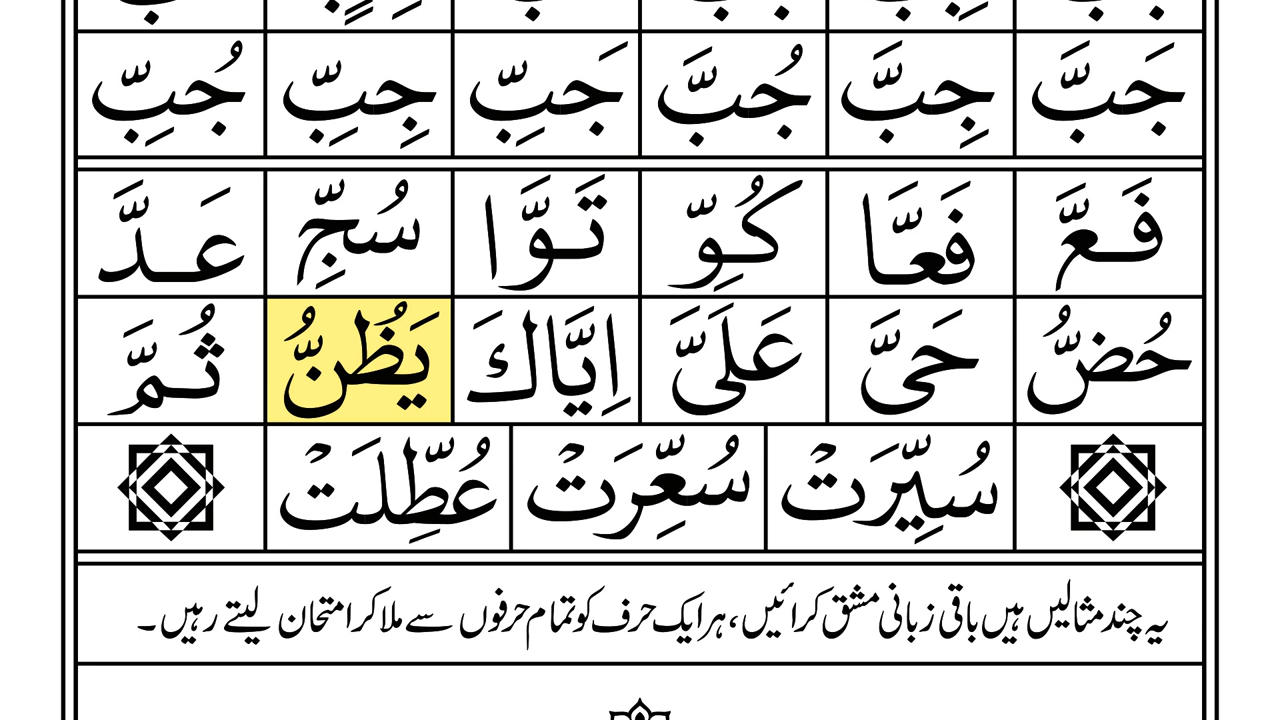 جَبَّ جِبَّ جُبَّ جَبِّ جِبِّ جُبِّ
فَعَّ فَعَّا كُوِّ تَوَّا سُجِّ عَدَّ
حُضُّ حَىَّ عَلَىَّ اِيَّاكَ يَظُنُّ ثُمَّ
سُيِّرَتْ سُعِّرَتْ عُطِّلَتْ
یہ چند مثالیں ہیں باقی زبانی مشق کرائیں، ہر ایک حرف کو تمام حرفوں سے ملا کر امتحان لیتے رہیں۔